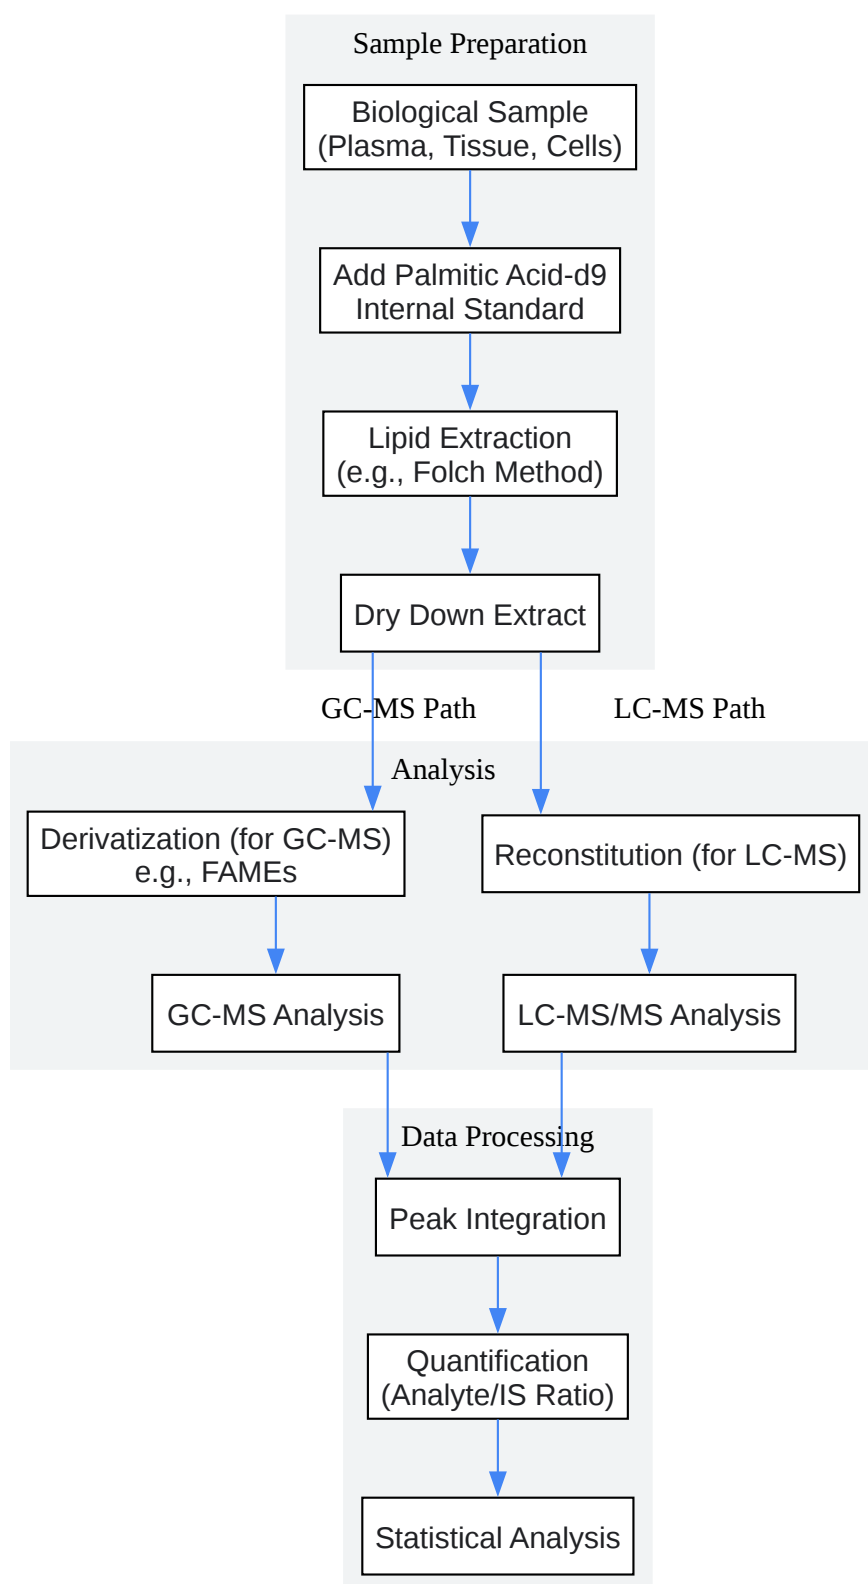 Sample Preparation
Biological Sample
(Plasma, Tissue, Cells)
Add Palmitic Acid-d9
Internal Standard
Lipid Extraction
(e.g., Folch Method)
Dry Down Extract
GC-MS Path
LC-MS Path
Analysis
Derivatization (for GC-MS)
e.g., FAMEs
Reconstitution (for LC-MS)
GC-MS Analysis
LC-MS/MS Analysis
Data Processing
Peak Integration
Quantification
(Analyte/IS Ratio)
Statistical Analysis